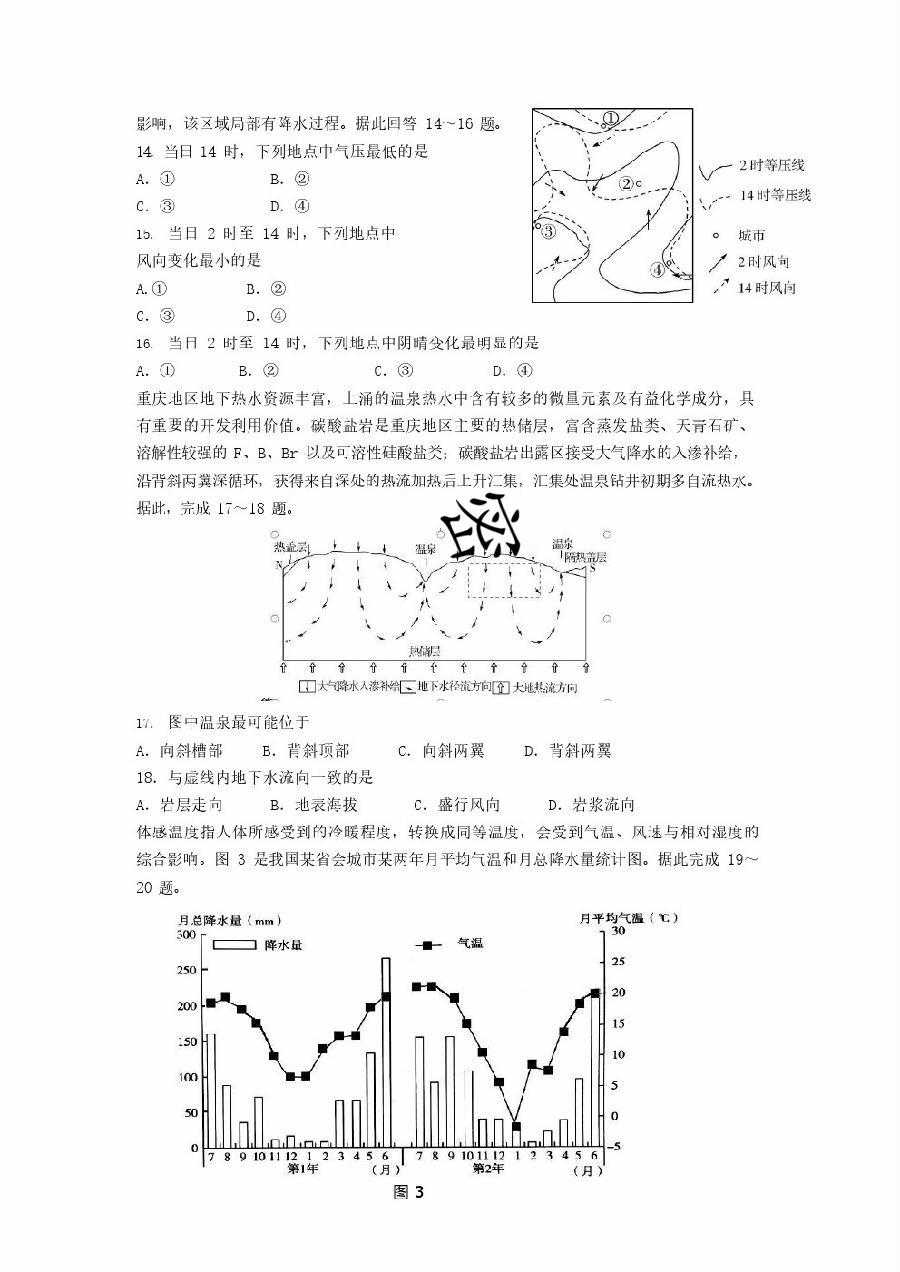 影响，该区域局部有降水过程。据此回答 14～16 题。
14. 当日 14 时，下列地点中气压最低的是
A. ① B. ②
C. ③ D. ④
15. 当日 2 时至 14 时，下列地点中
风向变化最小的是
A.① B. ②
C. ③ D. ④
①
②
③
④
2时等压线
14时等压线
城市
2时风向
14时风向
16. 当日 2 时至 14 时，下列地点中阴晴变化最明显的是
A. ① B. ② C. ③ D. ④
重庆地区地下热水资源丰富，上涌的温泉热水中含有较多的微量元素及有益化学成分，具
有重要的开发利用价值。碳酸盐岩是重庆地区主要的热储层，富含蒸发盐类、天青石矿、
溶解性较强的 F、B、Br 以及可溶性硅酸盐类；碳酸盐岩出露区接受大气降水的入渗补给，
沿背斜两翼深循环，获得来自深处的热流加热后上升汇集，汇集处温泉钻井初期多自流热水。
据此，完成 17～18 题。
密
热盖层
温泉
温泉
隔热盖层
N
S
热储层
大气降水入渗补给 地下水径流方向 大地热流方向
17. 图中温泉最可能位于
A. 向斜槽部 B. 背斜顶部 C. 向斜两翼 D. 背斜两翼
18. 与虚线内地下水流向一致的是
A. 岩层走向 B. 地表海拔 C. 盛行风向 D. 岩浆流向
体感温度指人体所感受到的冷暖程度，转换成同等温度，会受到气温、风速与相对湿度的
综合影响。图 3 是我国某省会城市某两年月平均气温和月总降水量统计图。据此完成 19～
20 题。
月总降水量（mm） 月平均气温（℃）
降水量 气温
300
250
200
150
100
50
0
30
25
20
15
10
5
0
-5
7 8 9 10 11 12 1 2 3 4 5 6 7 8 9 10 11 12 1 2 3 4 5 6
第1年 （月） 第2年 （月）
图 3